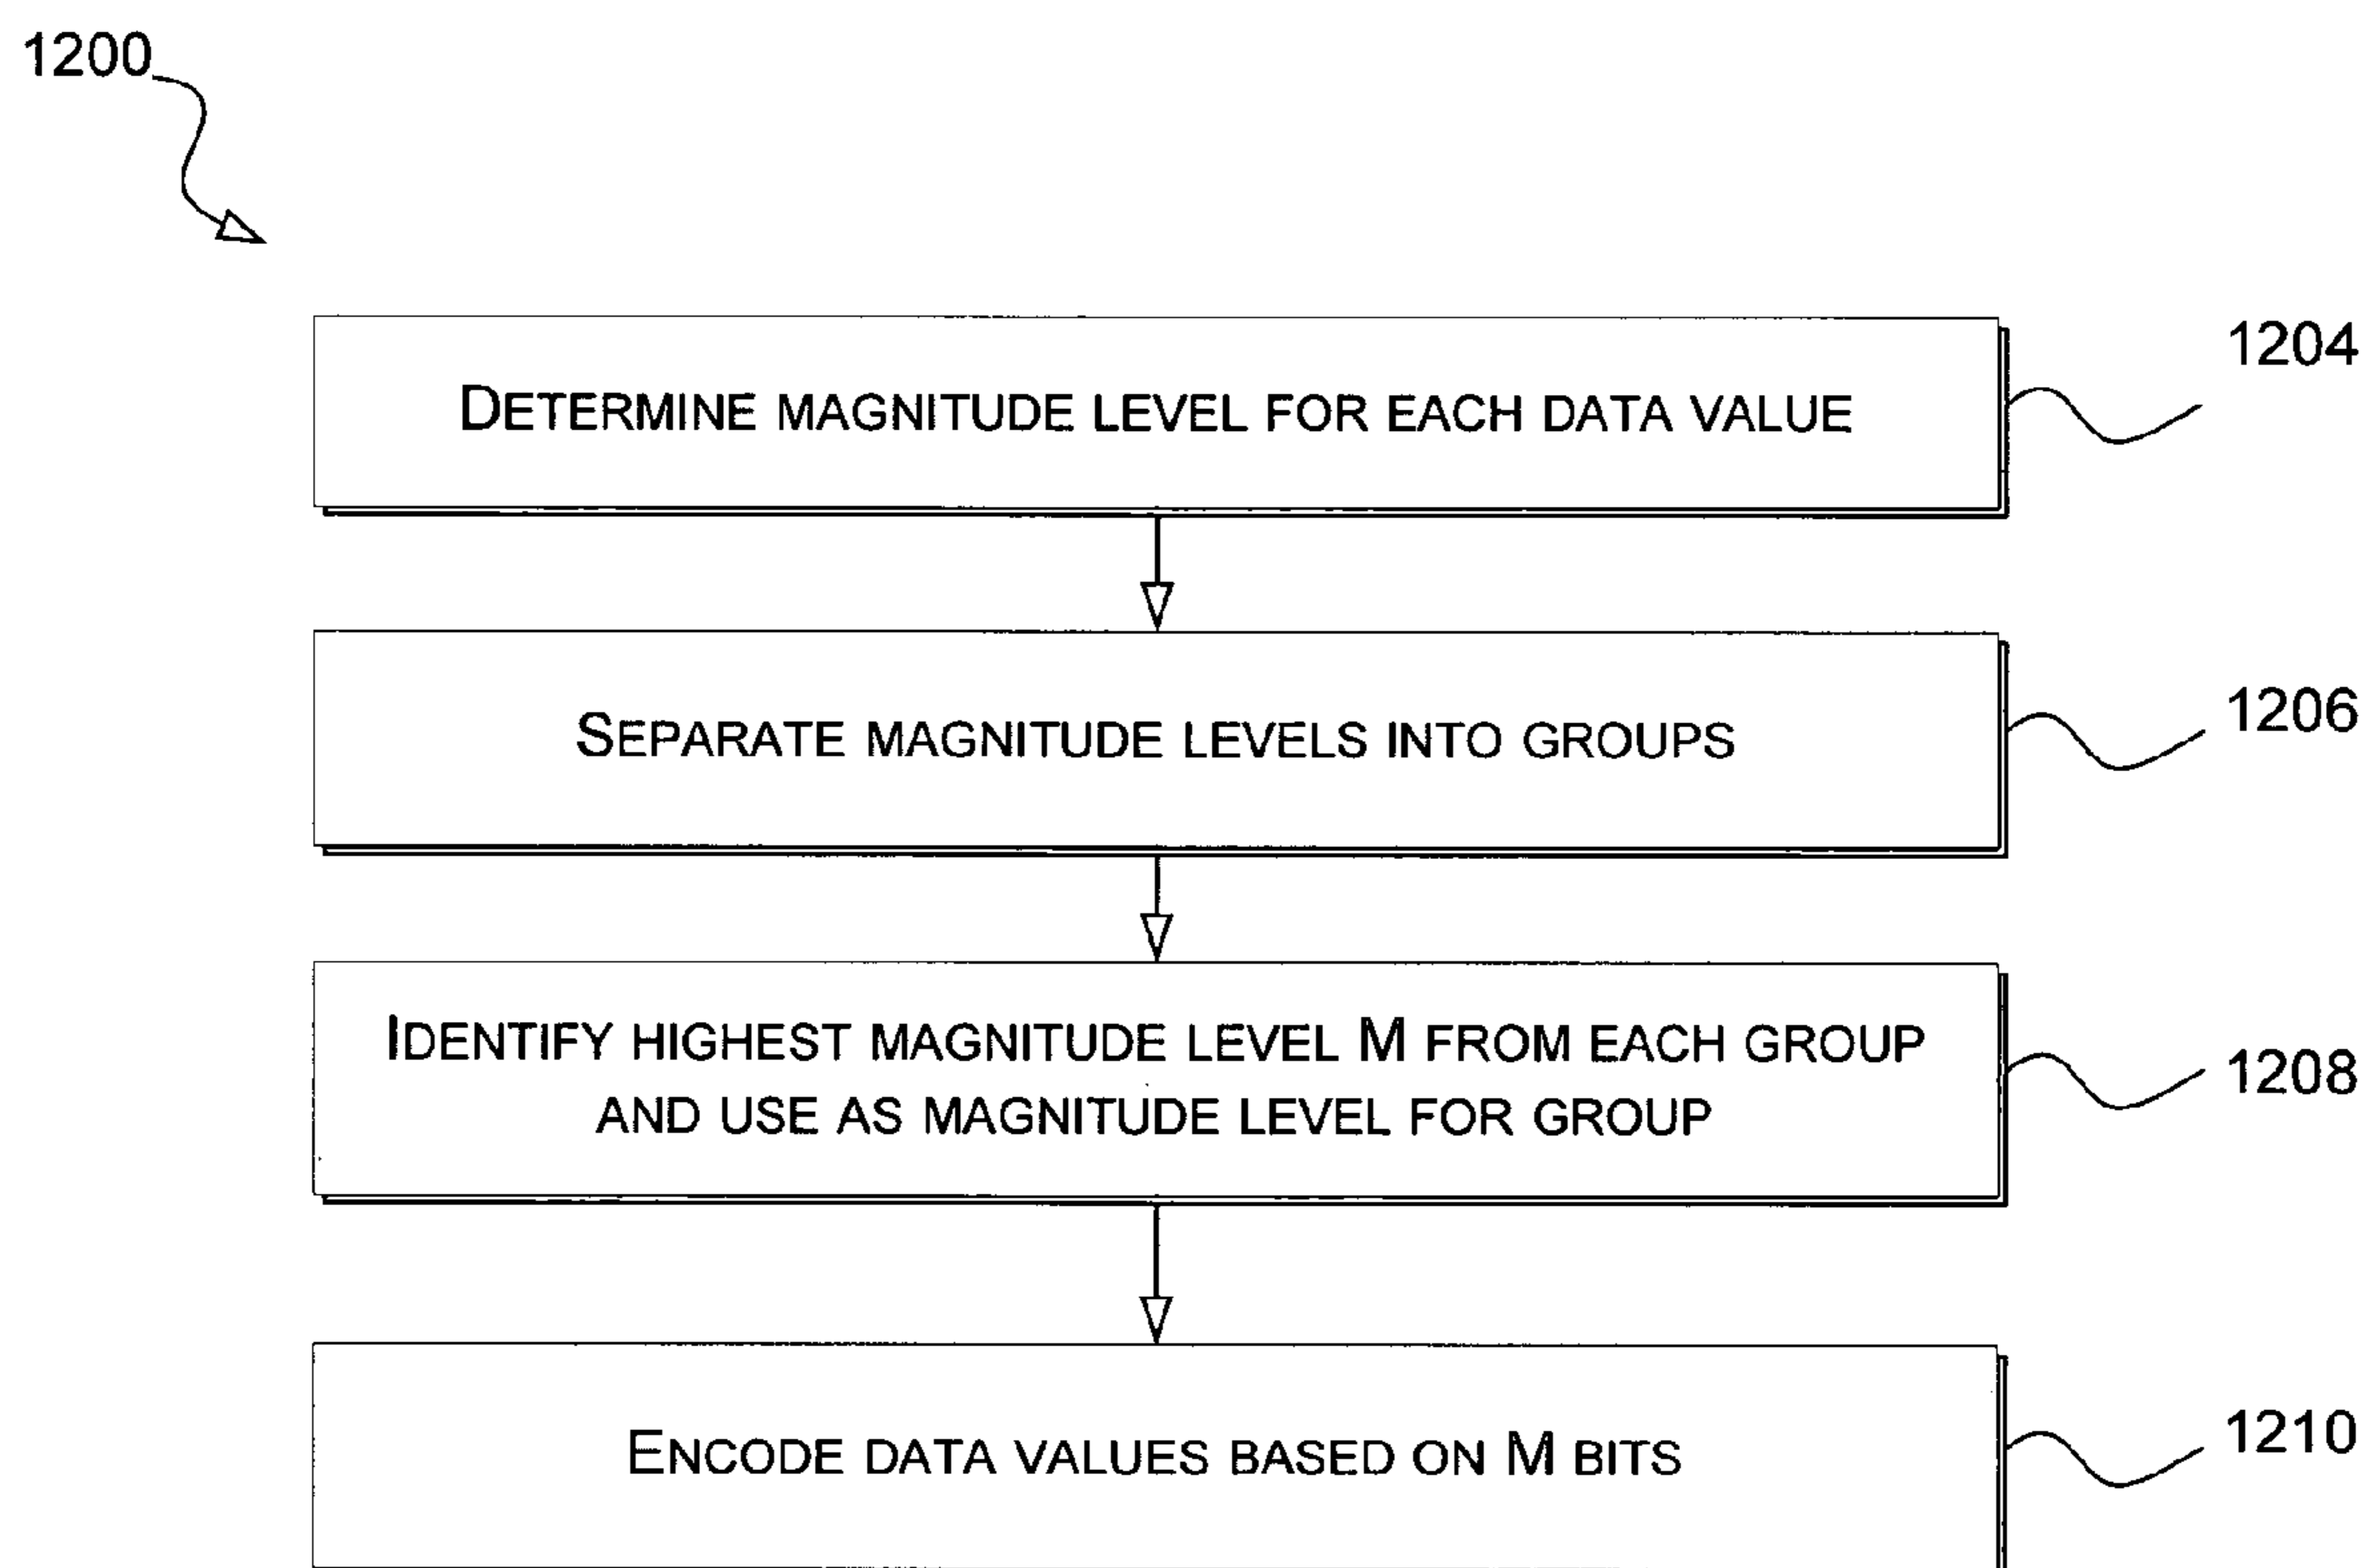 1200
1204
DETERMINE MAGNITUDE LEVEL FOR EACH DATA VALUE
1206
SEPARATE MAGNITUDE LEVELS INTO GROUPS
IDENTIFY HIGHEST MAGNITUDE LEVEL M FROM EACH GROUP
AND USE AS MAGNITUDE LEVEL FOR GROUP
1208
ENCODE DATA VALUES BASED ON M BITS
1210